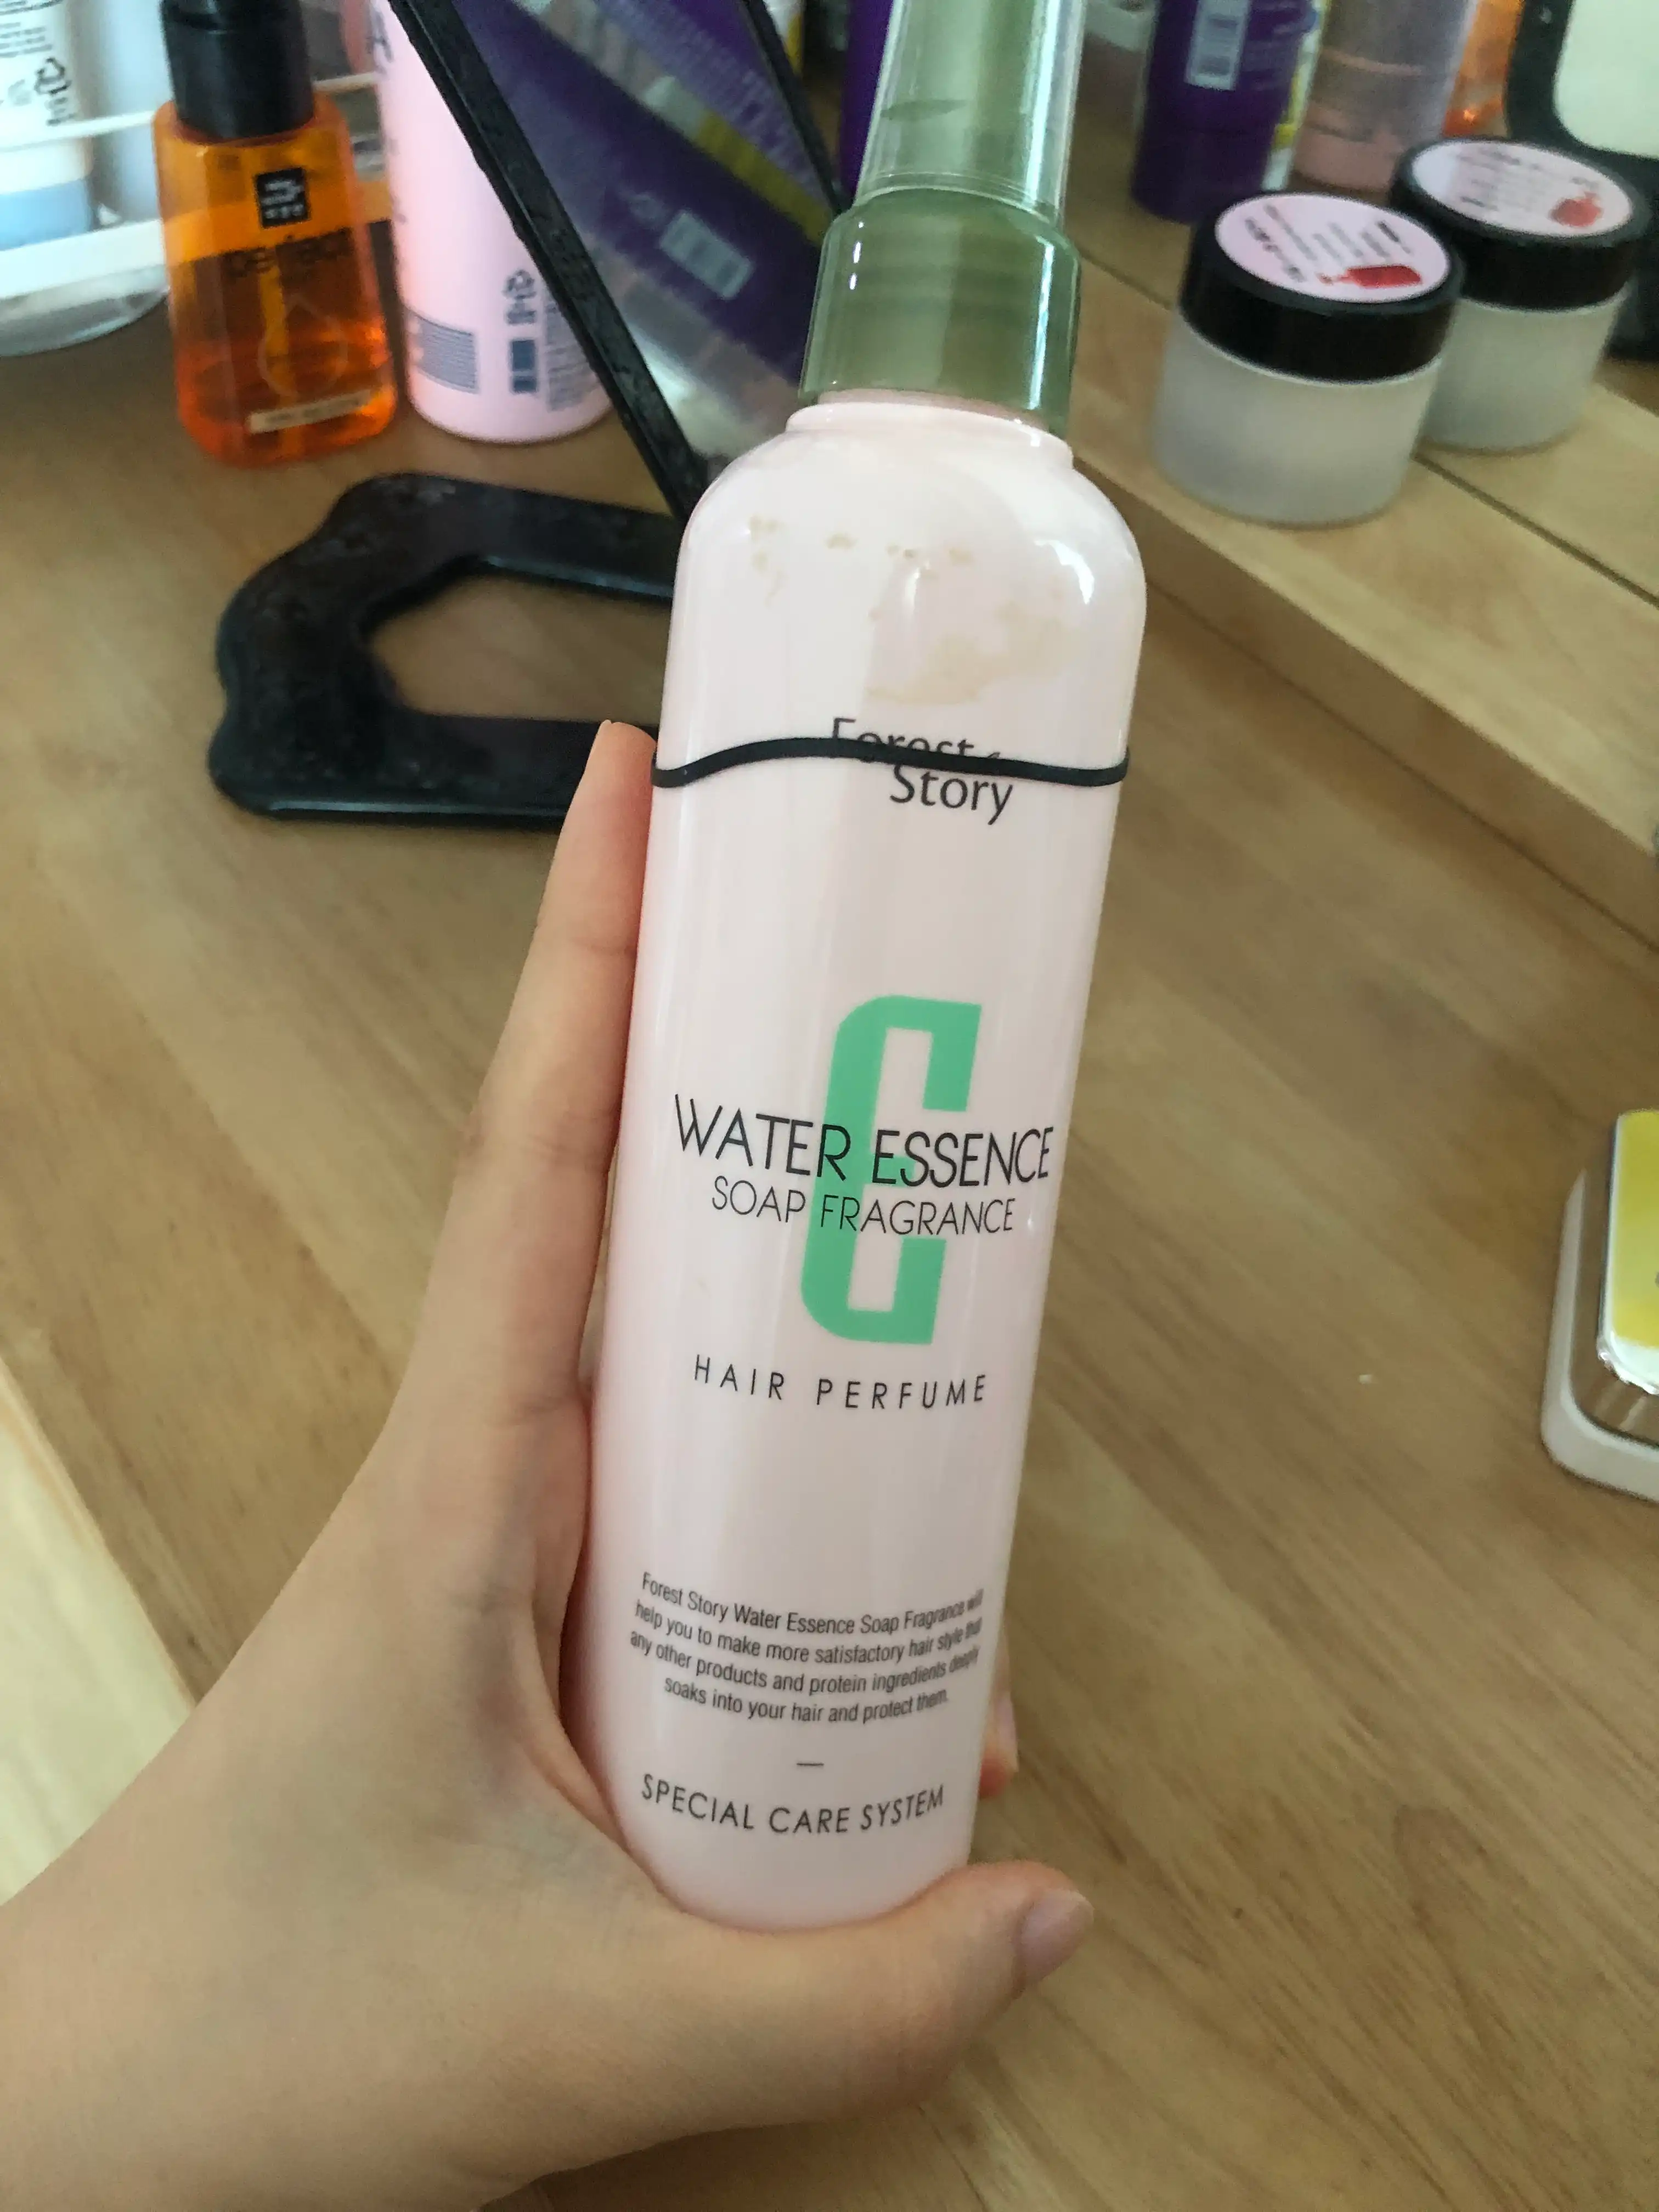 Forest
Story
WATER ESSENCE
SOAP FRAGRANCE
HAIR PERFUME
Forest Story Water Essence Soap Fragrance will
help you to make more satisfactory hair style that
any other products and protein ingredients deeply
soaks into your hair and protect them.
SPECIAL CARE SYSTEM
perfect